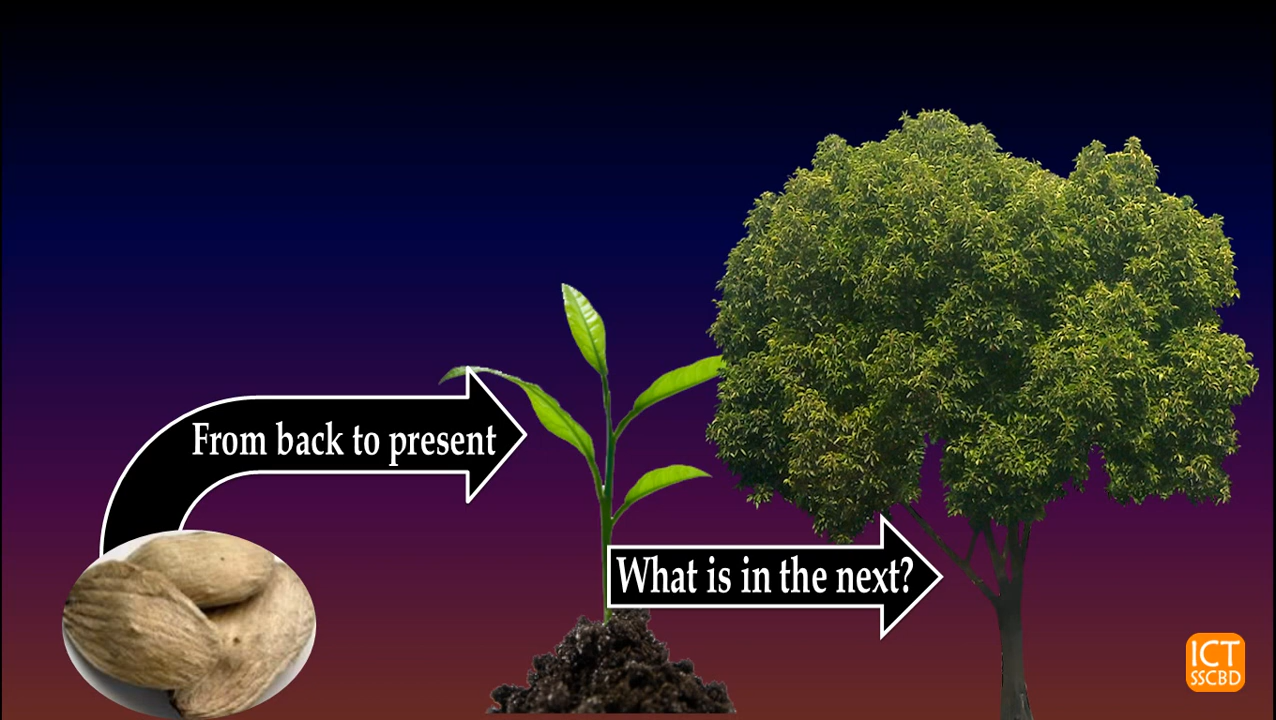 From back to present
What is in the next?
ICT
SSCBD